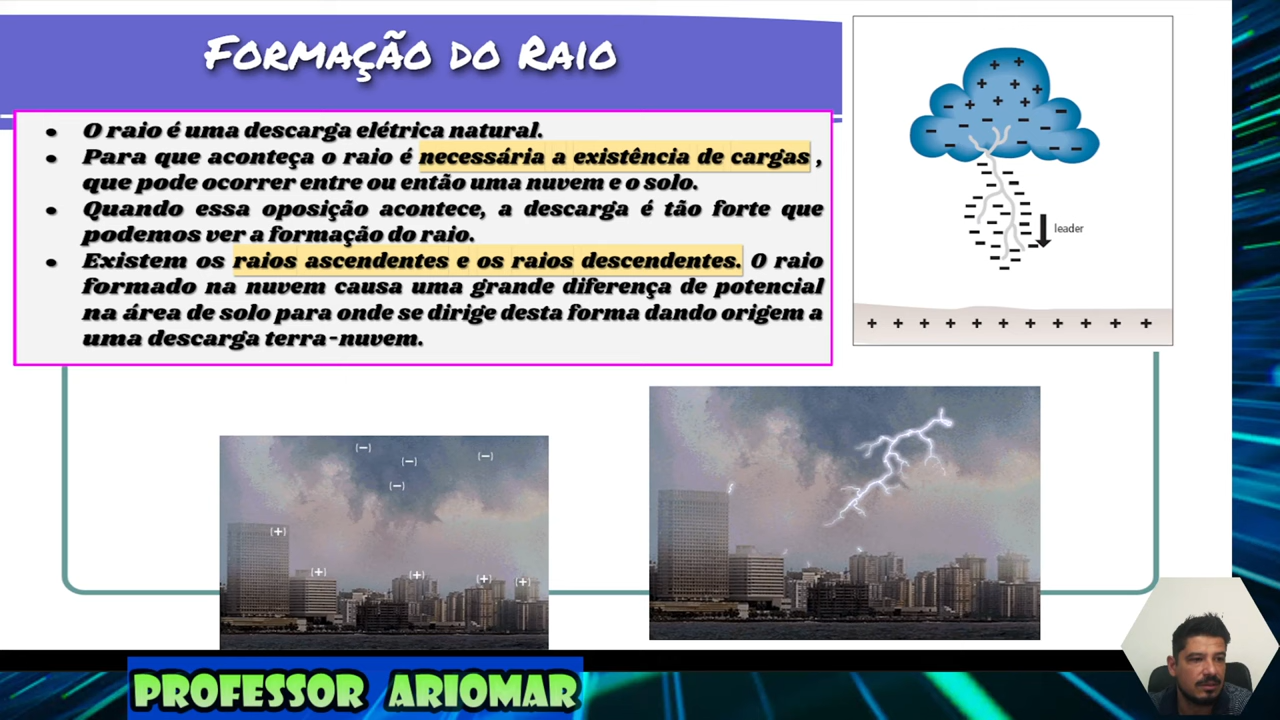 Formação do Raio
• O raio é uma descarga elétrica natural.
• Para que aconteça o raio é necessária a existência de cargas ,
que pode ocorrer entre ou então uma nuvem e o solo.
• Quando essa oposição acontece, a descarga é tão forte que
podemos ver a formação do raio.
• Existem os raios ascendentes e os raios descendentes. O raio
formado na nuvem causa uma grande diferença de potencial
na área de solo para onde se dirige desta forma dando origem a
uma descarga terra-nuvem.
leader
PROFESSOR ARIOMAR